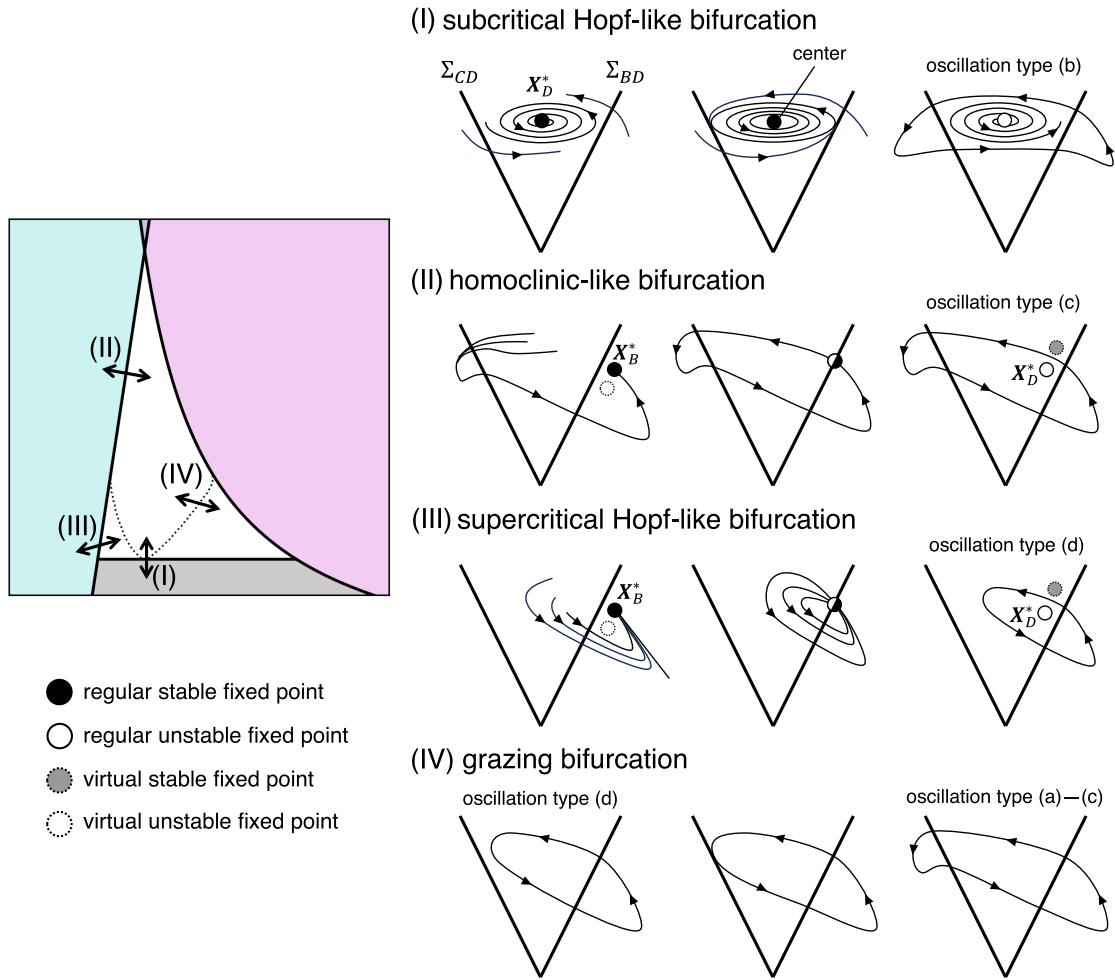 (I) subcritical Hopf-like bifurcation
center
Σ_CD
X*_D
Σ_BD
oscillation type (b)
(II) homoclinic-like bifurcation
X*_B
oscillation type (c)
X*_D
(III) supercritical Hopf-like bifurcation
X*_B
oscillation type (d)
X*_D
(IV) grazing bifurcation
oscillation type (d)
oscillation type (a)—(c)
(II)
(IV)
(III)
(I)
regular stable fixed point
regular unstable fixed point
virtual stable fixed point
virtual unstable fixed point